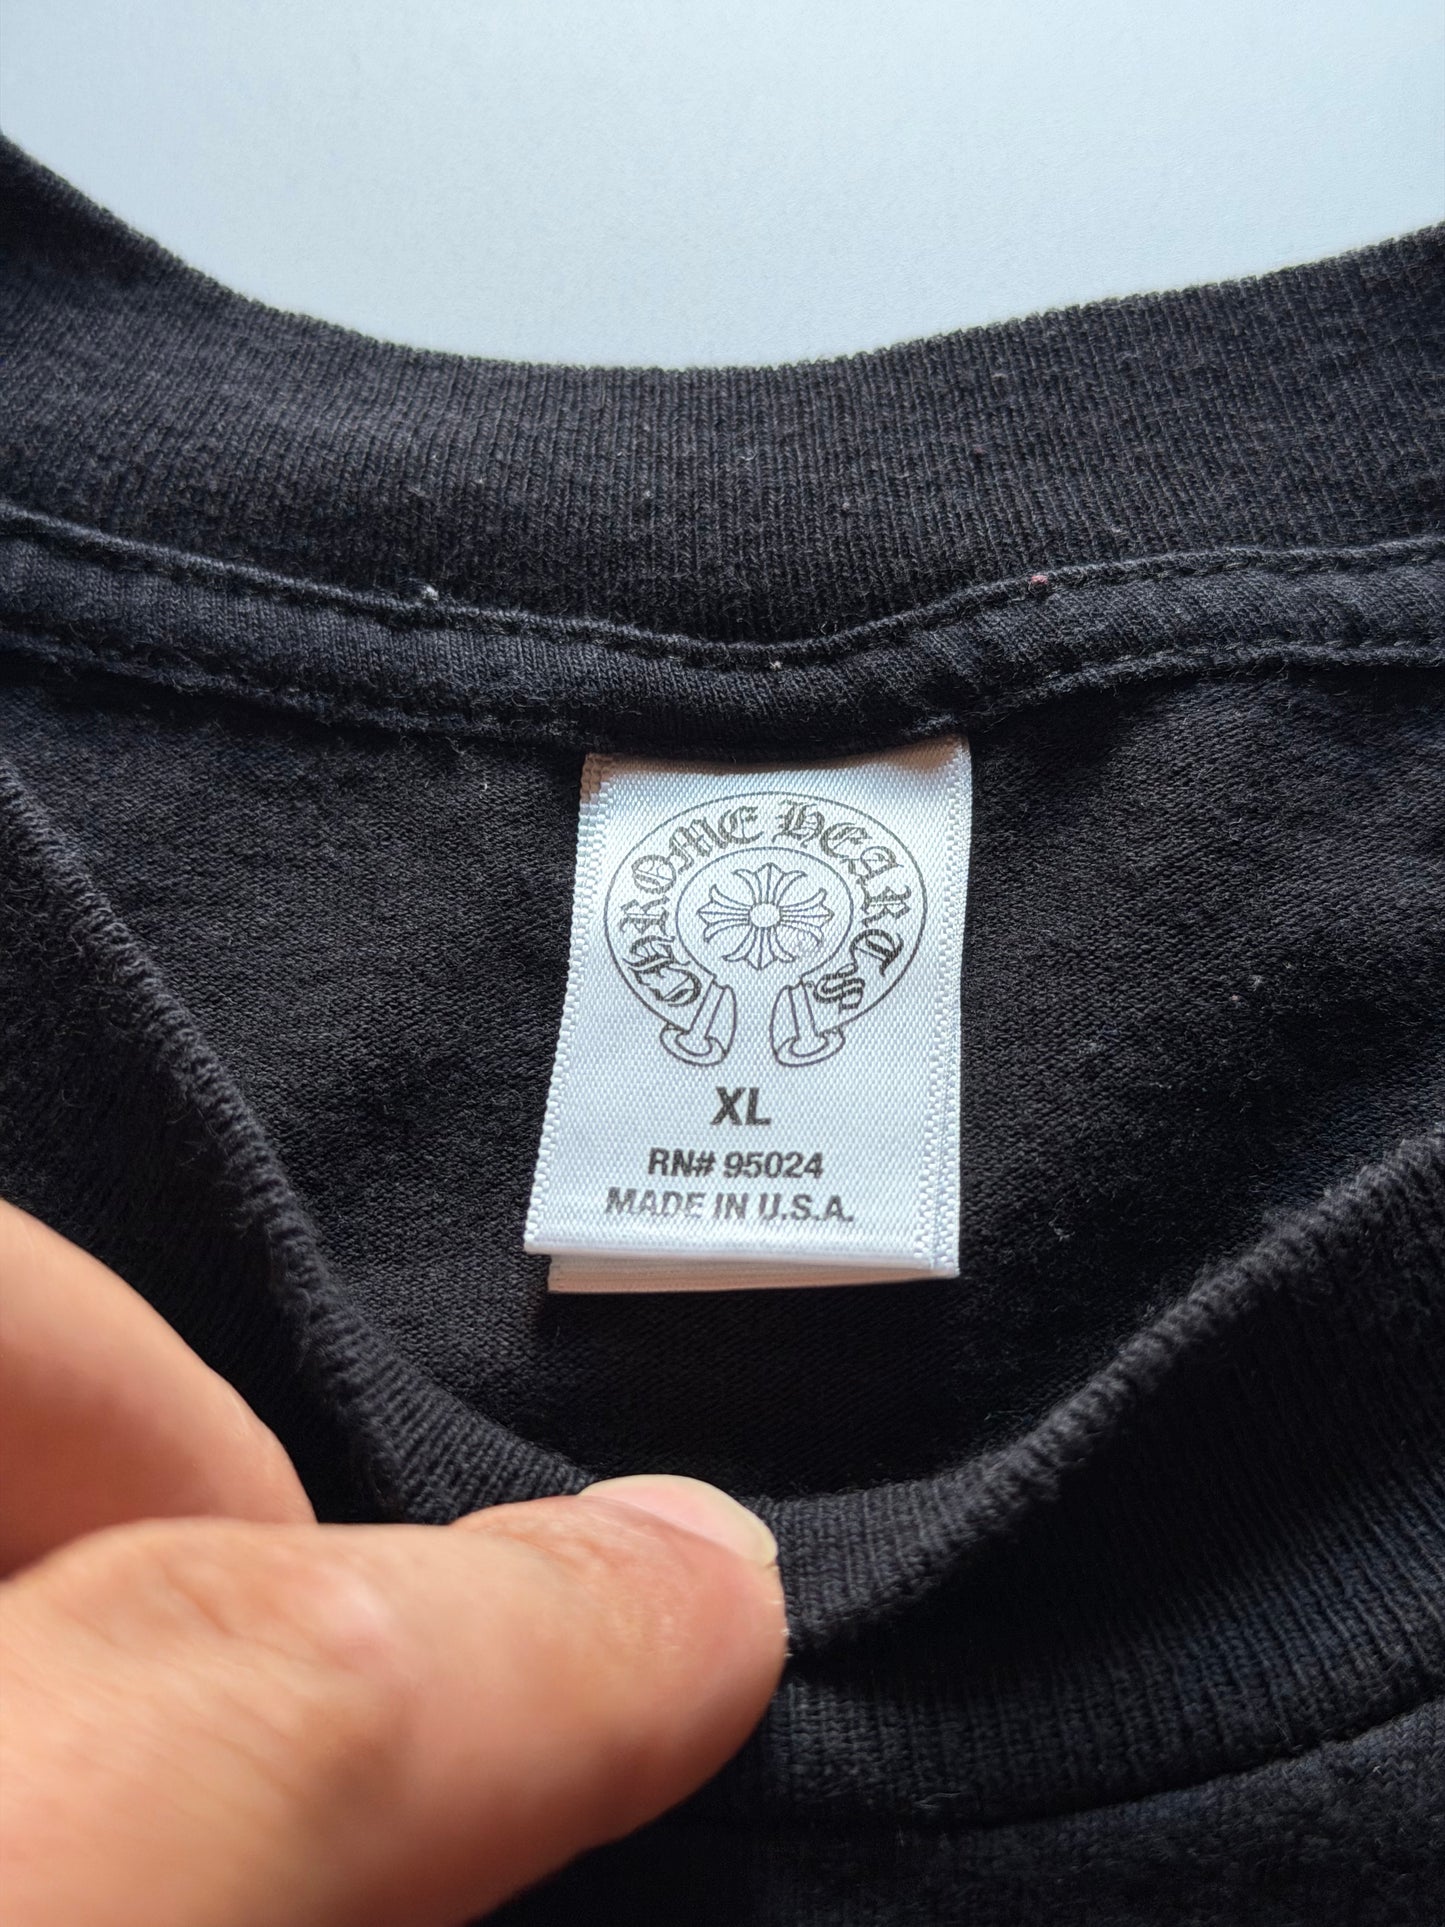 CHROME HEARTS
XL
RN# 95024
MADE IN U.S.A.